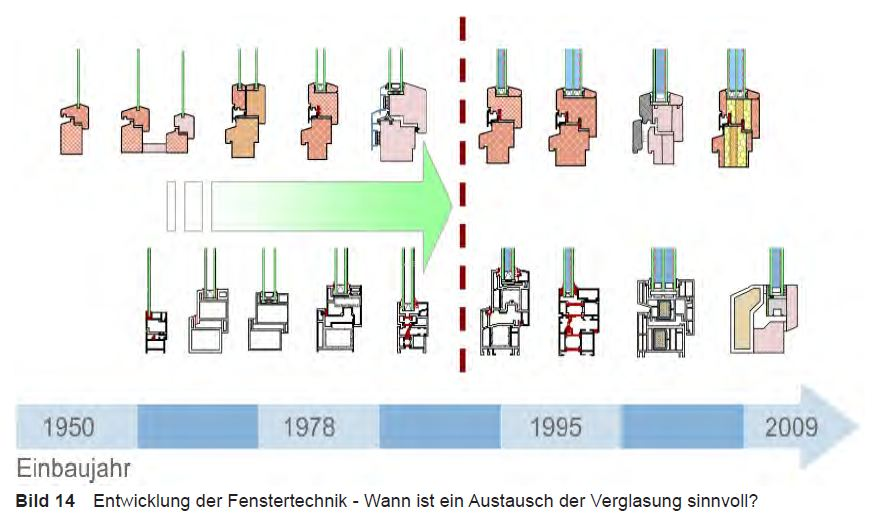 1950 1978 1995 2009
Einbaujahr
Bild 14 Entwicklung der Fenstertechnik - Wann ist ein Austausch der Verglasung sinnvoll?